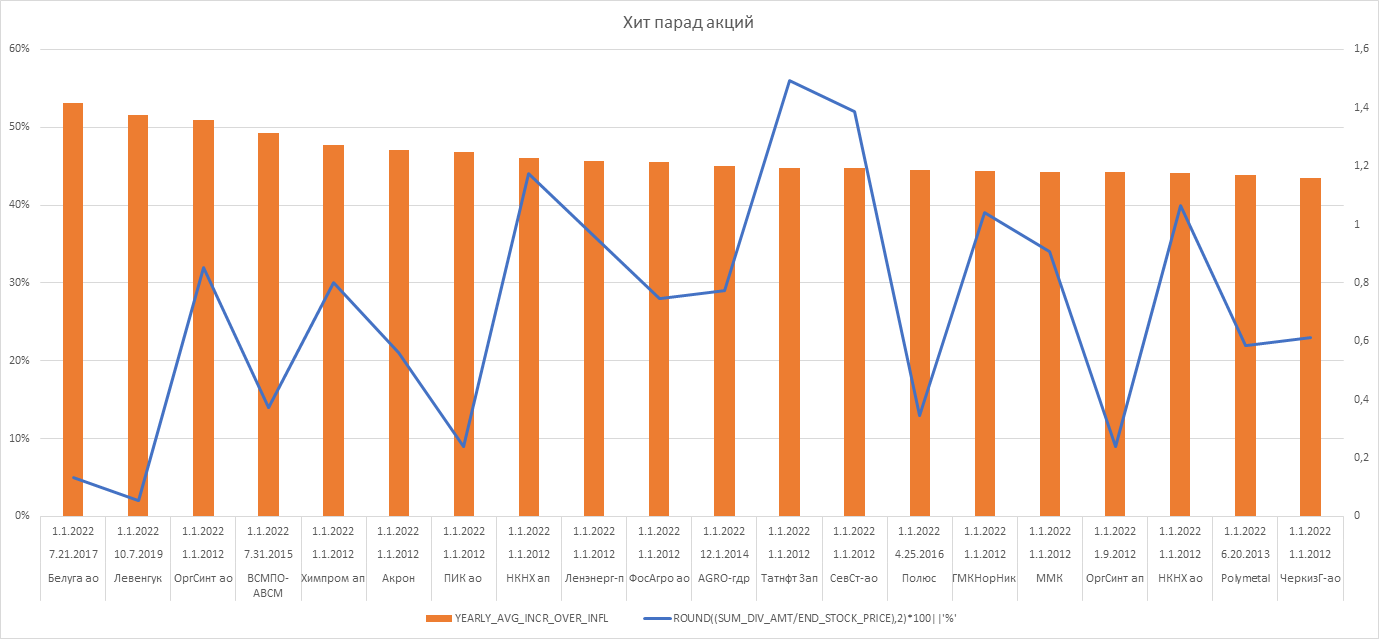 Хит парад акций
60% 1,6
50% 1,4
40% 1,2
30% 1
20% 0,8
10% 0,6
0% 0,4
0,2
0
1.1.2022 1.1.2022 1.1.2022 1.1.2022 1.1.2022 1.1.2022 1.1.2022 1.1.2022 1.1.2022 1.1.2022 1.1.2022 1.1.2022 1.1.2022 1.1.2022 1.1.2022 1.1.2022 1.1.2022 1.1.2022 1.1.2022 1.1.2022
7.21.2017 10.7.2019 1.1.2012 7.31.2015 1.1.2012 1.1.2012 1.1.2012 1.1.2012 1.1.2012 1.1.2012 12.1.2014 1.1.2012 1.1.2012 4.25.2016 1.1.2012 1.1.2012 1.9.2012 1.1.2012 6.20.2013 1.1.2012
Белуга ао Левенгук ОргСинт ао ВСМПО- Химпром ап Акрон ПИК ао НКНХ ап Ленэнерг-п ФосАгро ао AGRO-гдр Татнфт 3ап СевСт-ао Полюс ГМКНорНик ММК ОргСинт ап НКНХ ао Polymetal ЧеркизГ-ао
АВСМ
YEARLY_AVG_INCR_OVER_INFL ROUND((SUM_DIV_AMT/END_STOCK_PRICE),2)*100||'%'